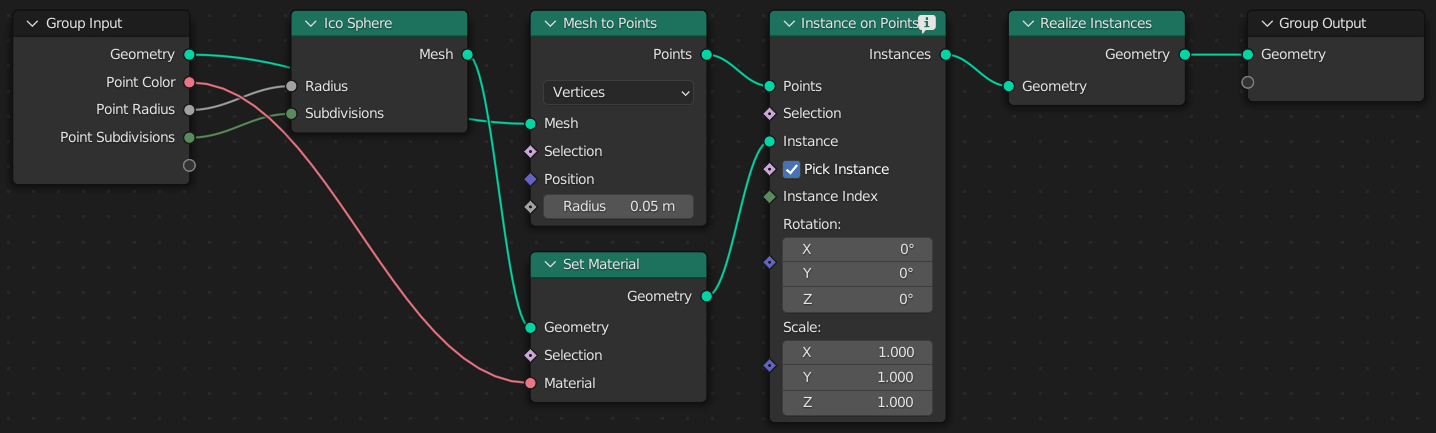 Group Input
Geometry
Point Color
Point Radius
Point Subdivisions
Ico Sphere
Mesh
Radius
Subdivisions
Mesh to Points
Points
Vertices
Mesh
Selection
Position
Radius 0.05 m
Set Material
Geometry
Geometry
Selection
Material
Instance on Points
Instances
Points
Selection
Instance
Pick Instance
Instance Index
Rotation:
X 0°
Y 0°
Z 0°
Scale:
X 1.000
Y 1.000
Z 1.000
Realize Instances
Geometry
Geometry
Group Output
Geometry